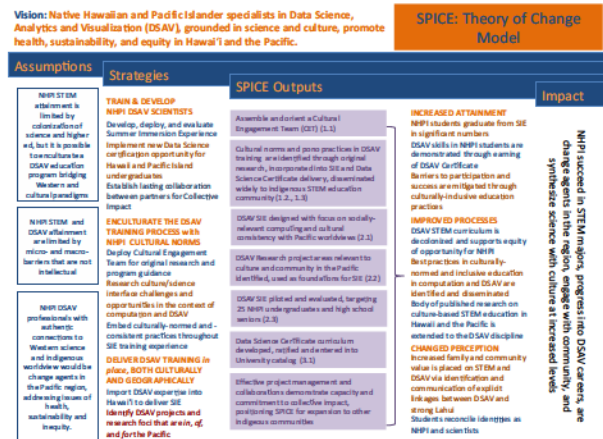 Vision: Native Hawaiian and Pacific Islander specialists in Data Science,
Analytics and Visualization (DSAV), grounded in science and culture, promote
health, sustainability, and equity in Hawai'i and the Pacific.
SPICE: Theory of Change
Model
Assumptions
NHPI STEM
attainment is
limited by
colonization of
science and higher
ed, but it is possible
to enculturate a
DSAV education
program bridging
Western and
cultural paradigms
NHPI STEM and
DSAV attainment
are limited by
micro- and macro-
barriers that are not
intellectual
NHPI DSAV
professionals with
authentic
connections to
Western science
and indigenous
worldview would be
change agents in
the Pacific region,
addressing issues of
health,
sustainability and
inequity.
Strategies
TRAIN & DEVELOP
NHPI DSAV SCIENTISTS
Develop, deploy, and evaluate
Summer Immersion Experience
Implement new Data Science
certification opportunity for
Hawaii and Pacific Island
undergraduates
Establish lasting collaboration
between partners for Collective
Impact
ENCULTURATE THE DSAV
TRAINING PROCESS with
NHPI CULTURAL NORMS
Deploy Cultural Engagement
Team for original research and
program guidance
Research culture/science
interface challenges and
opportunities in the context of
computation and DSAV
Embed culturally-normed and -
consistent practices throughout
SIE training experience
DELIVER DSAV TRAINING in
place, BOTH CULTURALLY
AND GEOGRAPHICALLY
Import DSAV expertise into
Hawai'i to deliver SIE
Identify DSAV projects and
research foci that are in, of,
and for the Pacific
SPICE Outputs
Assemble and orient a Cultural
Engagement Team (CET) (1.1)
Cultural norms and pono practices in DSAV
training are identified through original
research, incorporated into SIE and Data
Science Certificate delivery, disseminated
widely to indigenous STEM education
community (1.2., 1.3)
DSAV SIE designed with focus on socially-
relevant computing and cultural
consistency with Pacific worldviews (2.1)
DSAV Research project areas relevant to
culture and community in the Pacific
identified, used as foundations for SIE (2.2)
DSAV SIE piloted and evaluated, targeting
25 NHPI undergraduates and high school
seniors (2.3)
Data Science Certificate curriculum
developed, ratified and entered into
University catalog (3.1)
Effective project management and
collaborations demonstrate capacity and
commitment to collective impact,
positioning SPICE for expansion to other
indigenous communities
INCREASED ATTAINMENT
NHPI students graduate from SIE
in significant numbers
DSAV skills in NHPI students are
demonstrated through earning
of DSAV Certificate
Barriers to participation and
success are mitigated through
culturally-inclusive education
practices
IMPROVED PROCESSES
DSAV STEM curriculum is
decolonized and supports equity
of opportunity for NHPI
Best practices in culturally-
normed and inclusive education
in computation and DSAV are
identified and disseminated
Body of published research on
culture-based STEM education in
Hawaii and the Pacific is
extended to the DSAV discipline
CHANGED PERCEPTION
Increased family and community
value is placed on STEM and
DSAV via identification and
communication of explicit
linkages between DSAV and
strong Lahui
Students reconcile identities as
NHPI and scientists
Impact
NHPI succeed in STEM majors, progress into DSAV careers, are
change agents in the region, engage with community, and
synthesize science with culture at increased levels